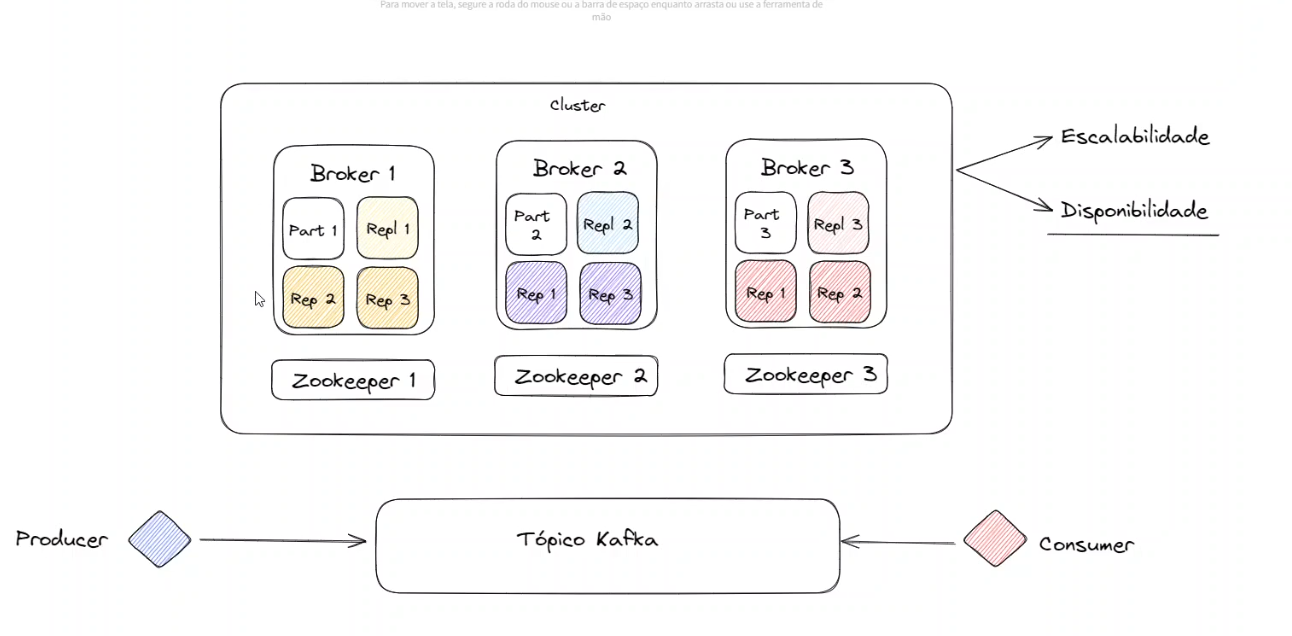 Para mover a tela, segure a roda do mouse ou a barra de espaço enquanto arrasta ou use a ferramenta de
mão
Cluster
Broker 1
Part 1
Repl 1
Rep 2
Rep 3
Zookeeper 1
Broker 2
Part
2
Repl 2
Rep 1
Rep 3
Zookeeper 2
Broker 3
Part
3
Repl 3
Rep 1
Rep 2
Zookeeper 3
Escalabilidade
Disponibilidade
Producer
Tópico Kafka
Consumer